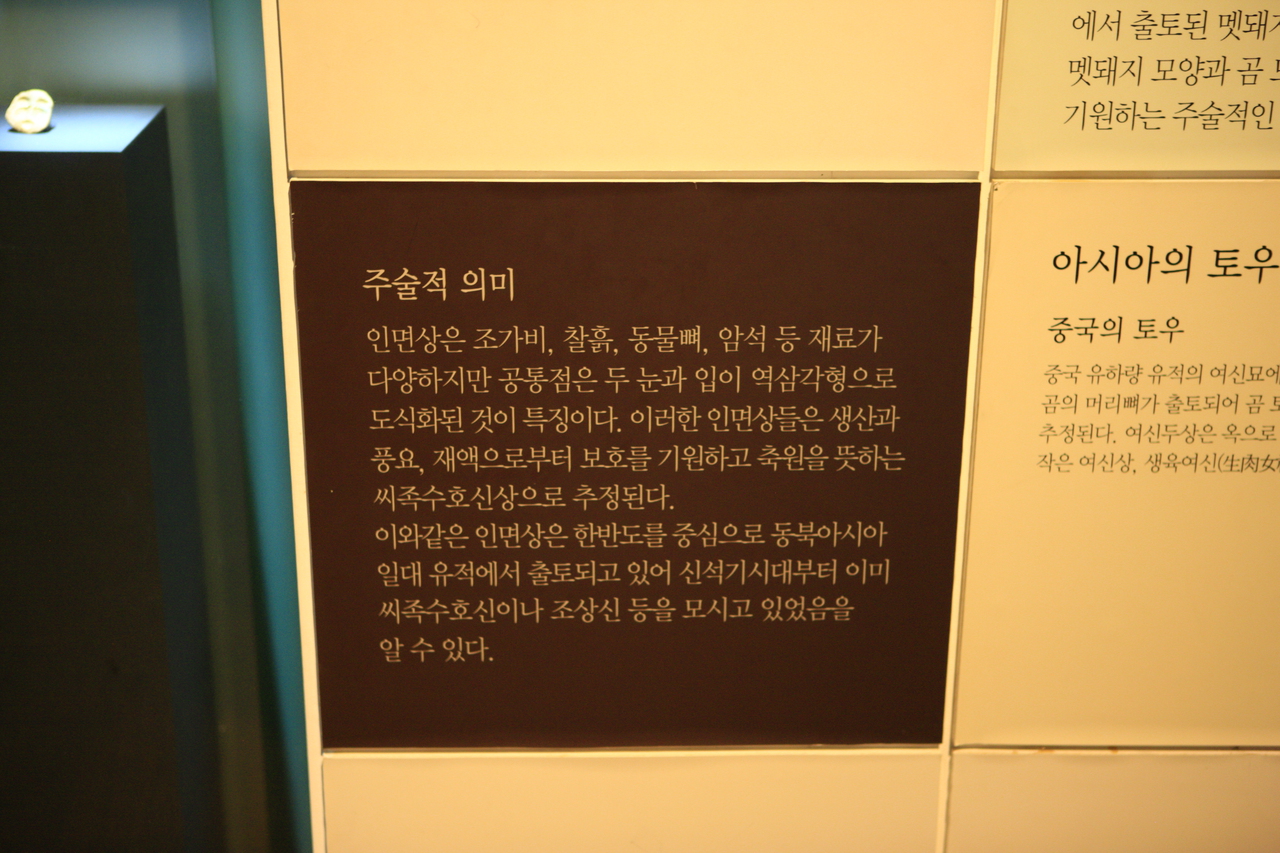 주술적 의미
인면상은 조가비, 찰흙, 동물뼈, 암석 등 재료가
다양하지만 공통점은 두 눈과 입이 역삼각형으로
도식화된 것이 특징이다. 이러한 인면상들은 생산과
풍요, 재액으로부터 보호를 기원하고 축원을 뜻하는
씨족수호신상으로 추정된다.
이와같은 인면상은 한반도를 중심으로 동북아시아
일대 유적에서 출토되고 있어 신석기시대부터 이미
씨족수호신이나 조상신 등을 모시고 있었음을
알 수 있다.
에서 출토된 멧돼지
멧돼지 모양과 곰
기원하는 주술적인
아시아의 토우
중국의 토우
중국 유하량 유적의 여신묘에
곰의 머리뼈가 출토되어 곰
추정된다. 여신두상은 옥으로
작은 여신상, 생육여신(生肉女